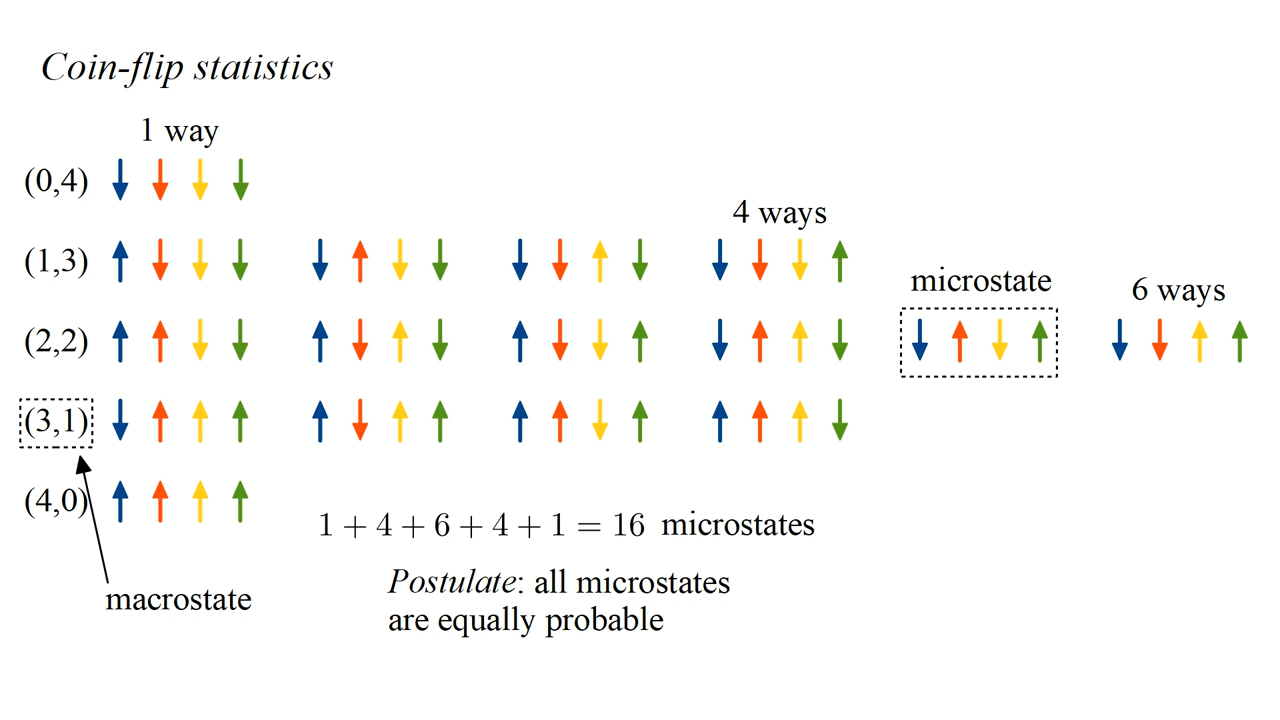 Coin-flip statistics
1 way
(0,4)
4 ways
(1,3)
microstate
6 ways
(2,2)
(3,1)
(4,0)
1 + 4 + 6 + 4 + 1 = 16 microstates
Postulate: all microstates
are equally probable
macrostate